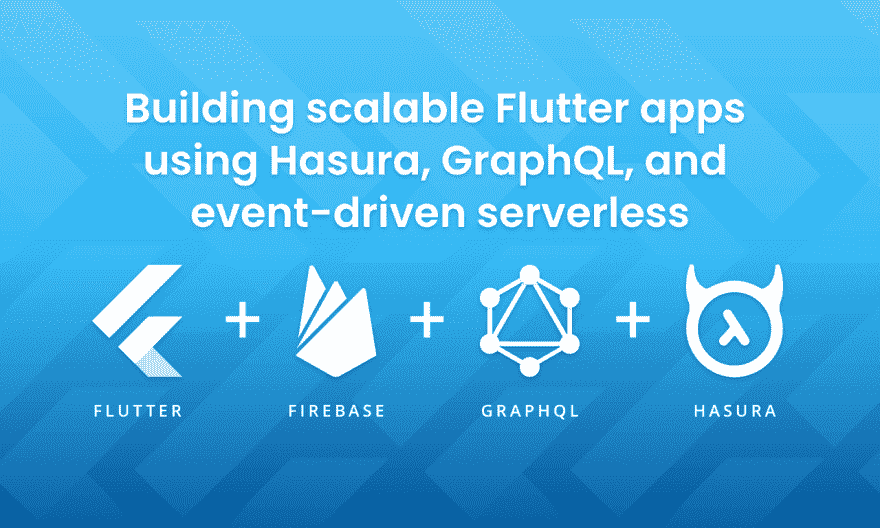 Building scalable Flutter apps
using Hasura, GraphQL, and
event-driven serverless
+ + +
λ
FLUTTER FIREBASE GRAPHQL HASURA